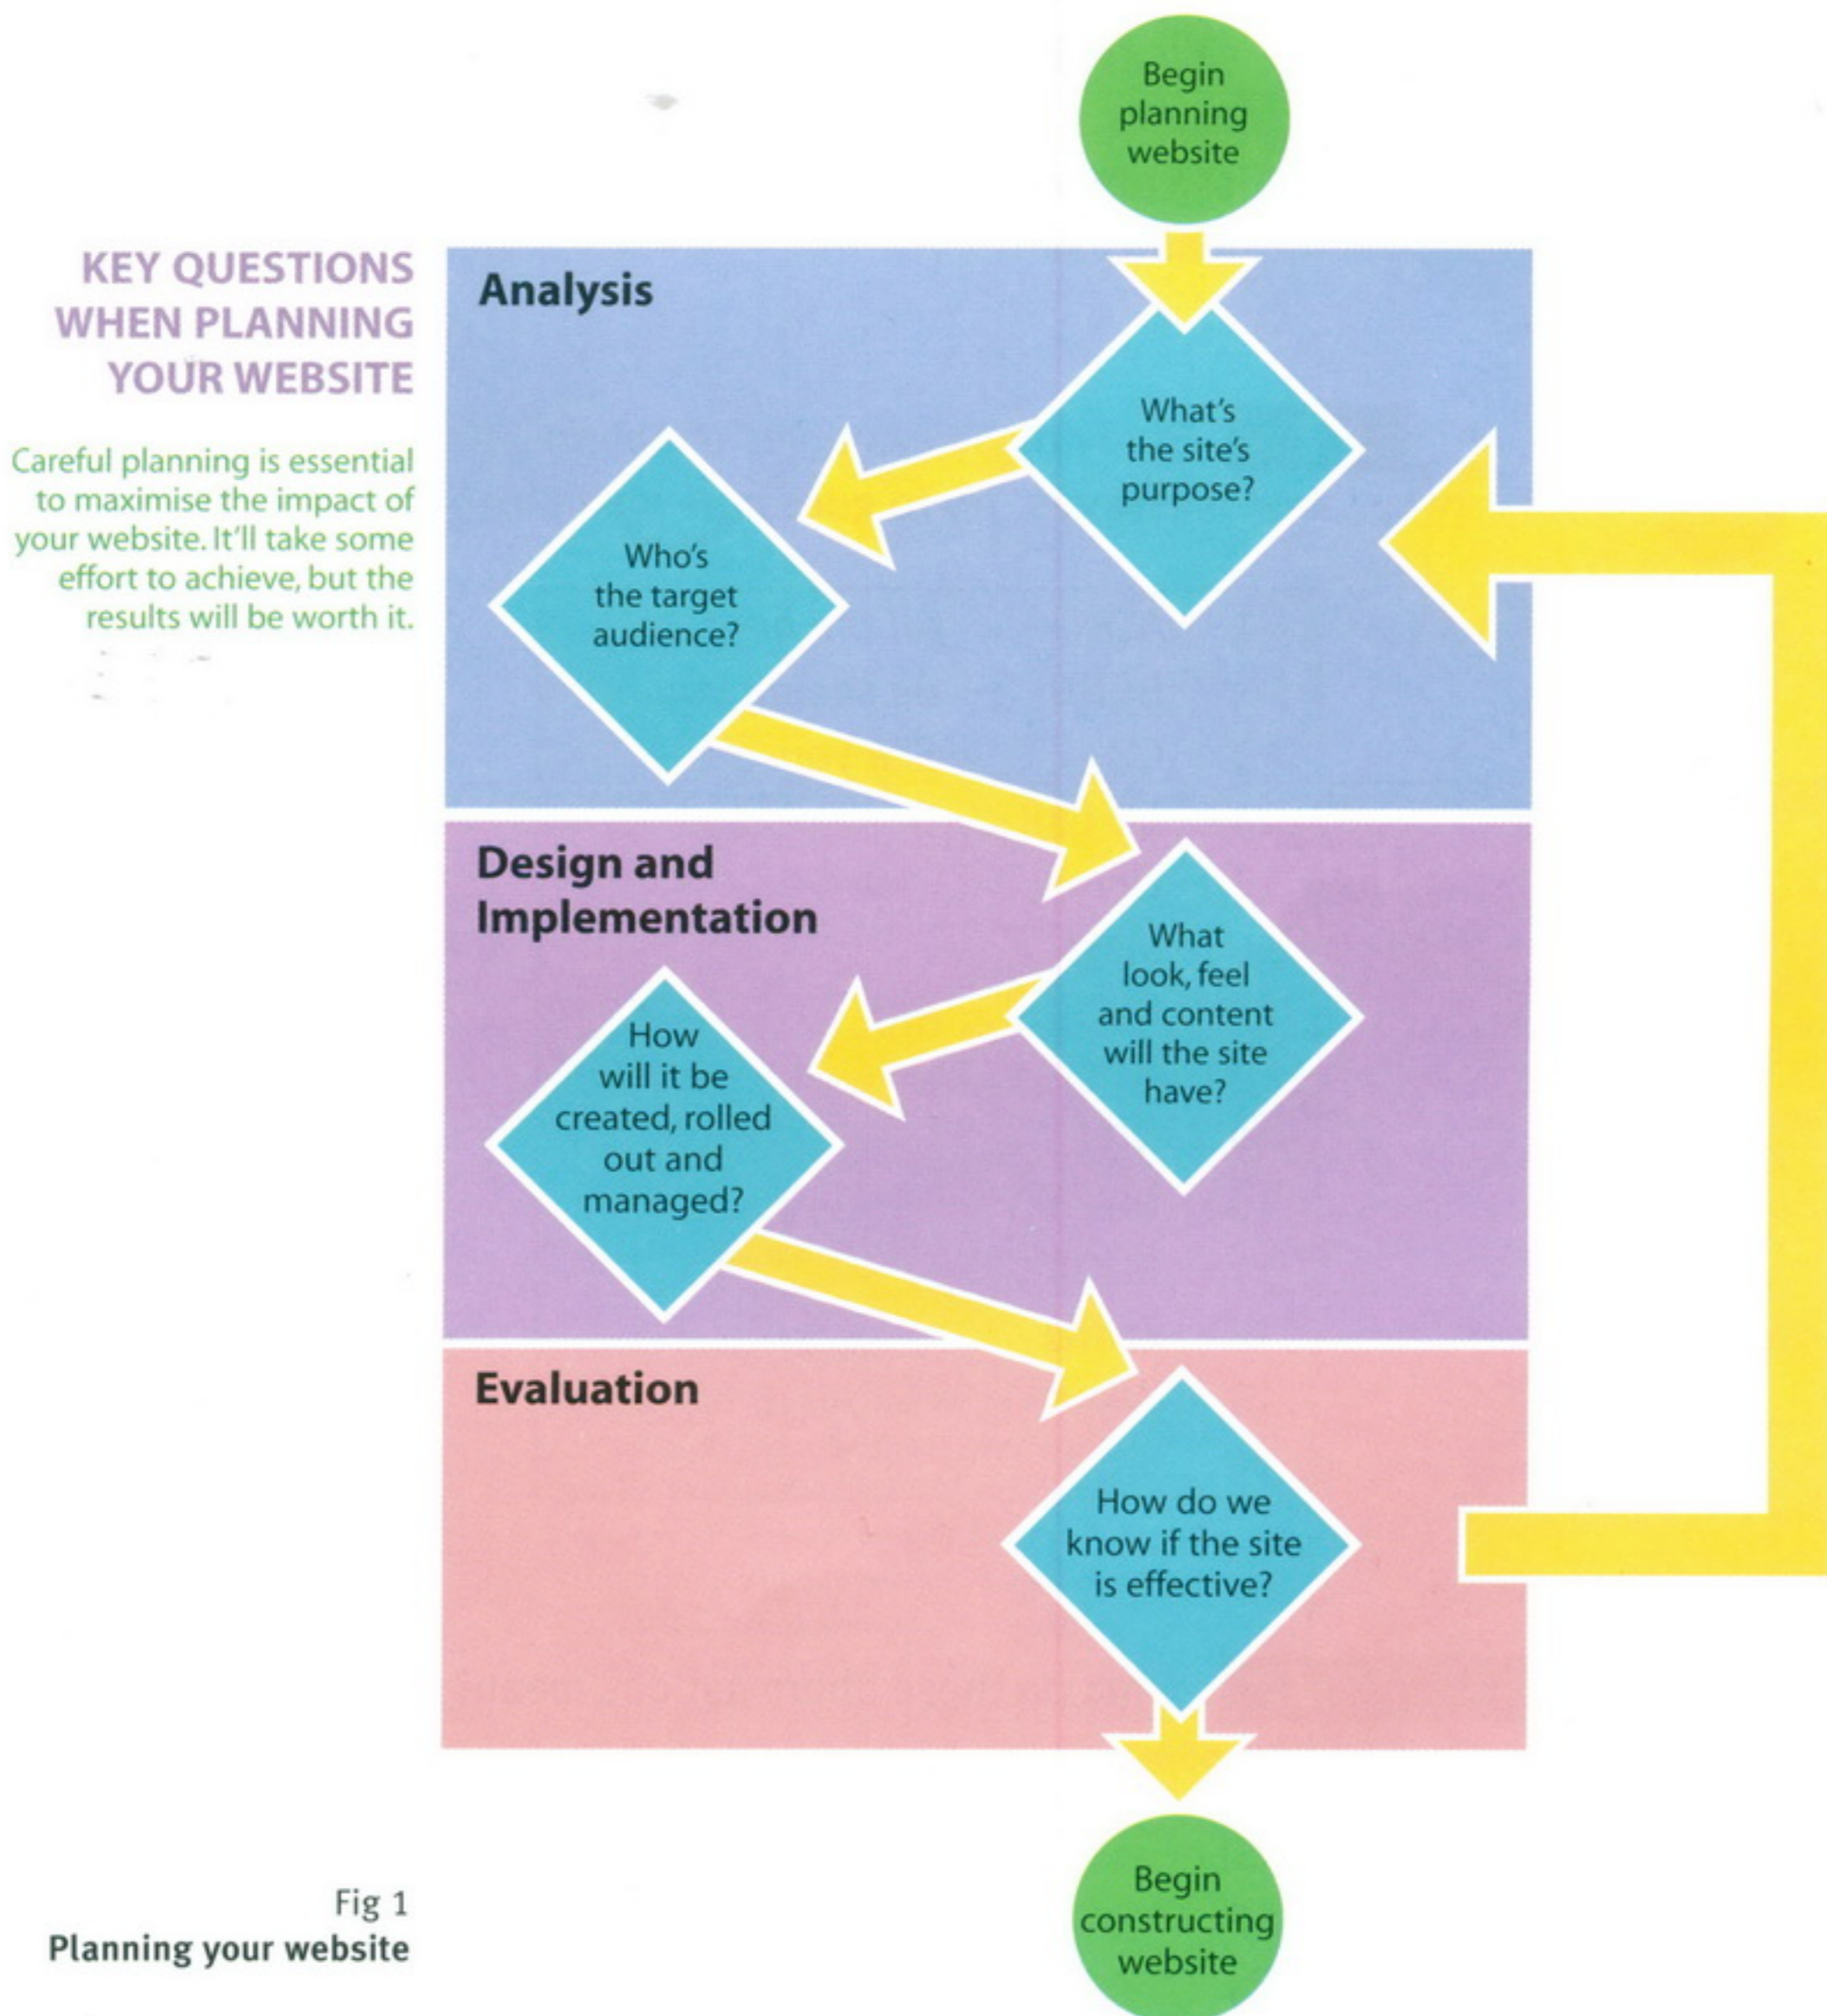 Begin
planning
website
KEY QUESTIONS
WHEN PLANNING
YOUR WEBSITE
Careful planning is essential
to maximise the impact of
your website. It'll take some
effort to achieve, but the
results will be worth it.
Analysis
What's
the site's
purpose?
Who's
the target
audience?
Design and
Implementation
What
look, feel
and content
will the site
have?
How
will it be
created, rolled
out and
managed?
Evaluation
How do we
know if the site
is effective?
Begin
constructing
website
Fig 1
Planning your website